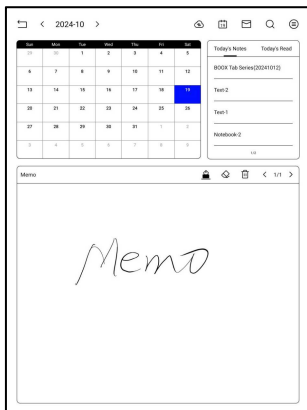 2024-10
Sun Mon Tue Wed Thu Fri Sat
29 30 1 2 3 4 5
6 7 8 9 10 11 12
13 14 15 16 17 18 19
20 21 22 23 24 25 26
27 28 29 30 31 1 2
3 4 5 6 7 8 9
Today's Notes Today's Read
BOOX Tab Series(20241012)
Text-2
Text-1
Notebook-2
1/3
Memo
1/1
Memo